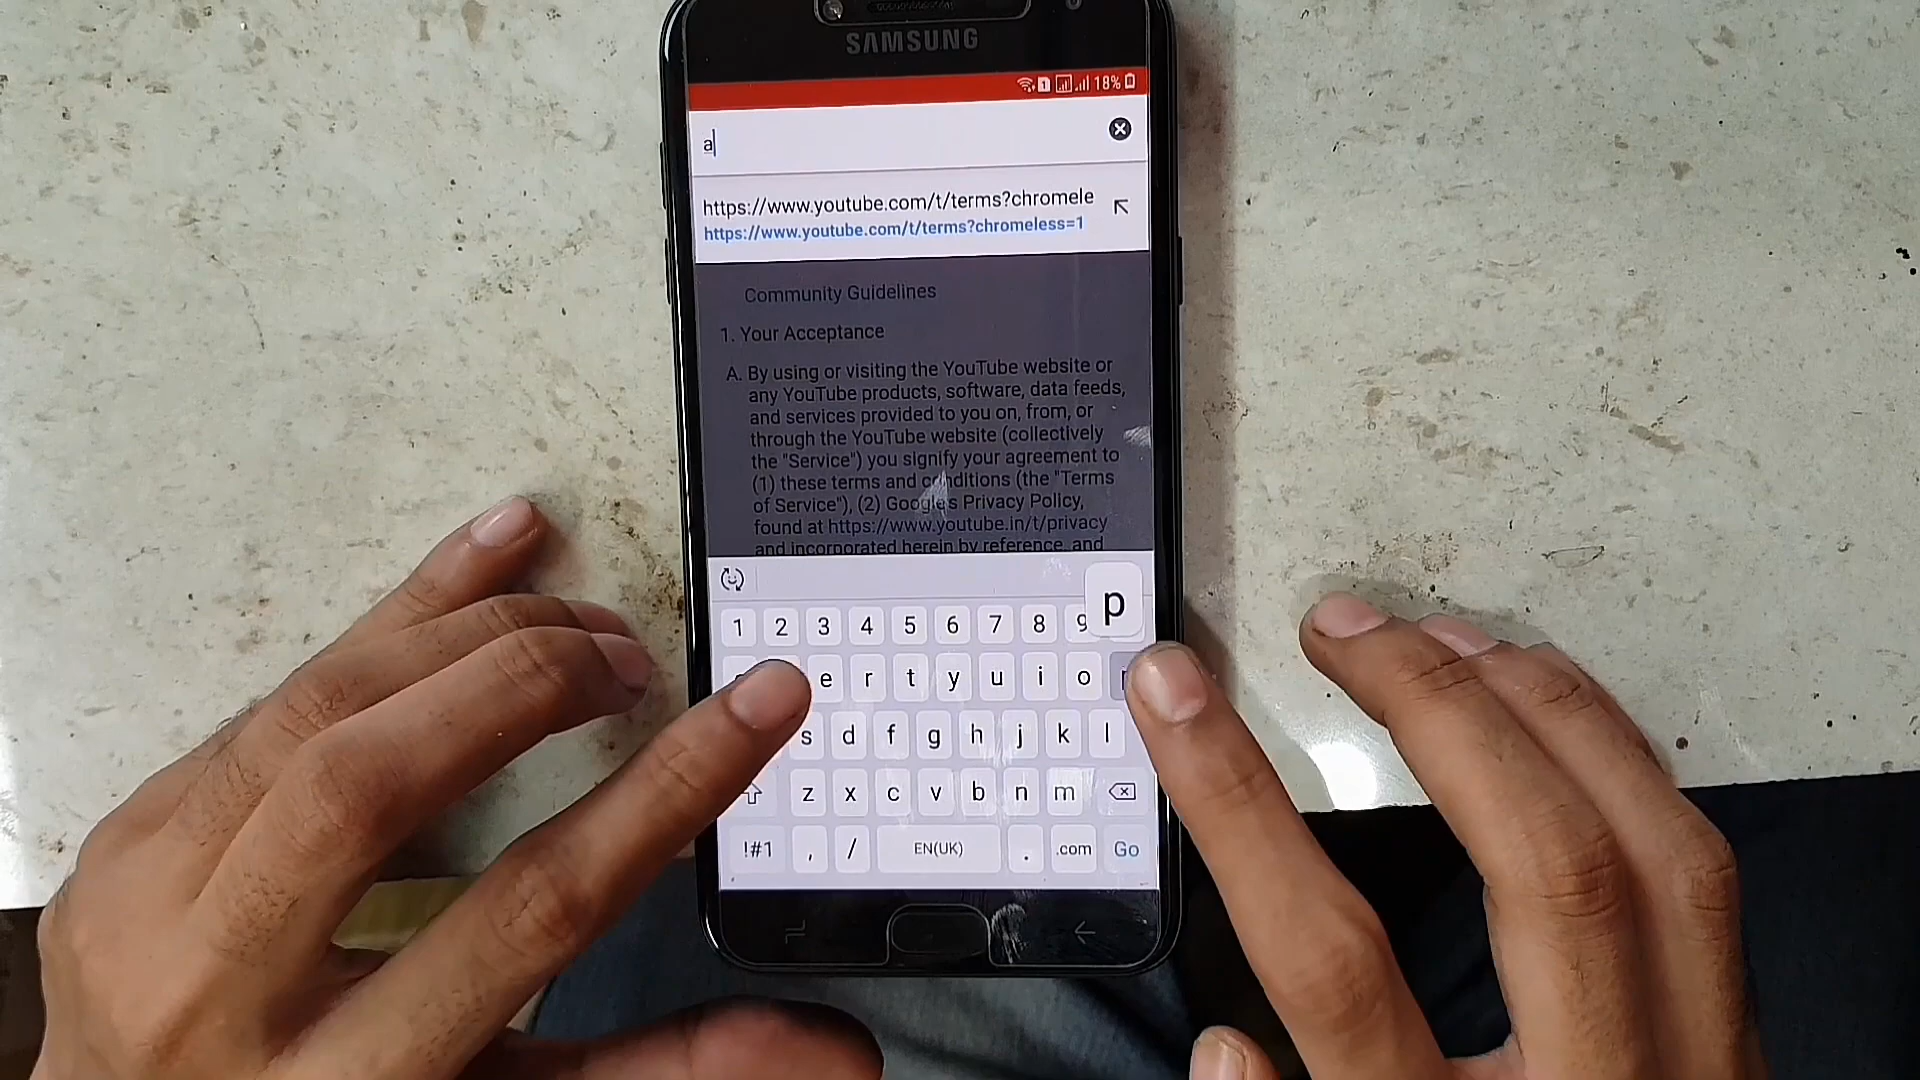 SAMSUNG
18%
a
https://www.youtube.com/t/terms?chromele
https://www.youtube.com/t/terms?chromeless=1
Community Guidelines
1. Your Acceptance
A. By using or visiting the YouTube website or
any YouTube products, software, data feeds,
and services provided to you on, from, or
through the YouTube website (collectively
the "Service") you signify your agreement to
(1) these terms and conditions (the "Terms
of Service"), (2) Google's Privacy Policy,
found at https://www.youtube.in/t/privacy
and incorporated herein by reference, and
p
1 2 3 4 5 6 7 8 9
e r t y u i o
s d f g h j k l
z x c v b n m
!#1 , / EN(UK) . .com Go